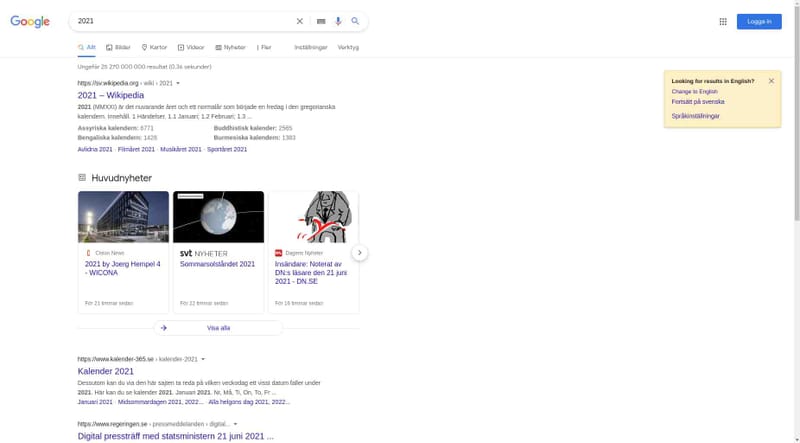 Google
2021
Logga in
Allt
Bilder
Kartor
Videor
Nyheter
Fler
Inställningar
Verktyg
Ungefär 25 270 000 000 resultat (0,36 sekunder)
https://sv.wikipedia.org › wiki › 2021
2021 – Wikipedia
2021 (MMXXI) är det nuvarande året och ett normalår som började en fredag i den gregorianska
kalendern. Innehåll. 1 Händelser. 1.1 Januari; 1.2 Februari; 1.3 ...
Assyriska kalendern: 6771
Buddhistisk kalender: 2565
Bengaliska kalendern: 1428
Burmesiska kalendern: 1383
Avlidna 2021 · Filmåret 2021 · Musikåret 2021 · Sportåret 2021
Looking for results in English?
Change to English
Fortsätt på svenska
Språkinställningar
Huvudnyheter
Cision News
2021 by Joerg Hempel 4
- WICONA
För 21 timmar sedan
svt NYHETER
Sommarsolståndet 2021
För 22 timmar sedan
Dagens Nyheter
Insändare: Noterat av
DN:s läsare den 21 juni
2021 - DN.SE
För 16 timmar sedan
Visa alla
https://www.kalender-365.se › kalender-2021
Kalender 2021
Dessutom kan du via den här sajten ta reda på vilken veckodag ett visst datum faller under
2021. Här kan du se kalender 2021. Januari 2021. Nr, Må, Ti, On, To, Fr ...
Januari 2021 · Midsommardagen 2021, 2022... · Alla helgons dag 2021, 2022...
https://www.regeringen.se › pressmeddelanden › digital...
Digital pressträff med statsministern 21 juni 2021 ...